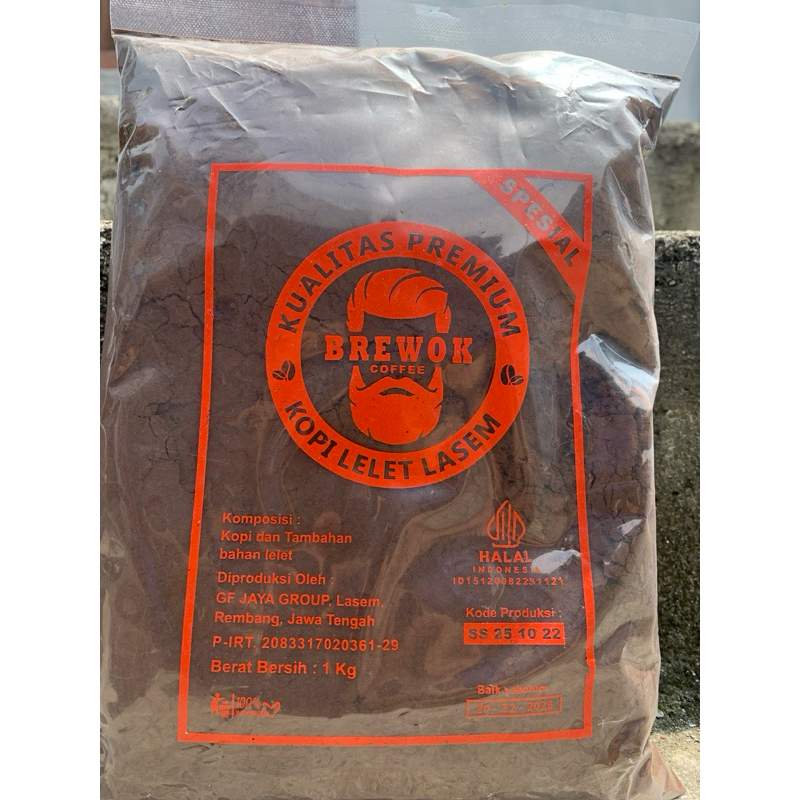 SPESIAL
KUALITAS PREMIUM
BREWOK
COFFEE
KOPI LELET LASEM
Komposisi :
Kopi dan Tambahan
bahan lelet
Diproduksi Oleh :
GF JAYA GROUP, Lasem,
Rembang, Jawa Tengah
P-IRT. 2083317020361-29
Berat Bersih : 1 Kg
100%
HALAL
INDONESIA
Kode Produksi :
SS 25 10 22
Baik